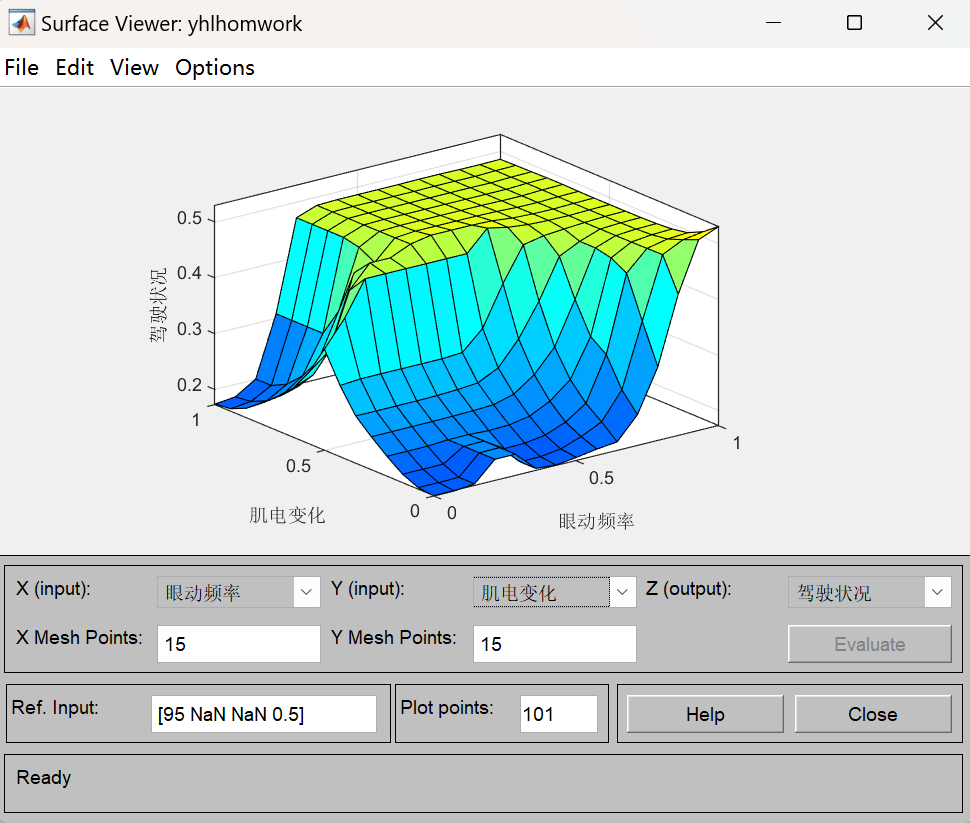 Surface Viewer: yhlhomwork
File Edit View Options
0.5
0.4
0.3
0.2
驾驶状况
1
0.5
0
肌电变化
0
0.5
1
眼动频率
X (input): 眼动频率 Y (input): 肌电变化 Z (output): 驾驶状况
X Mesh Points: 15 Y Mesh Points: 15 Evaluate
Ref. Input: [95 NaN NaN 0.5] Plot points: 101 Help Close
Ready